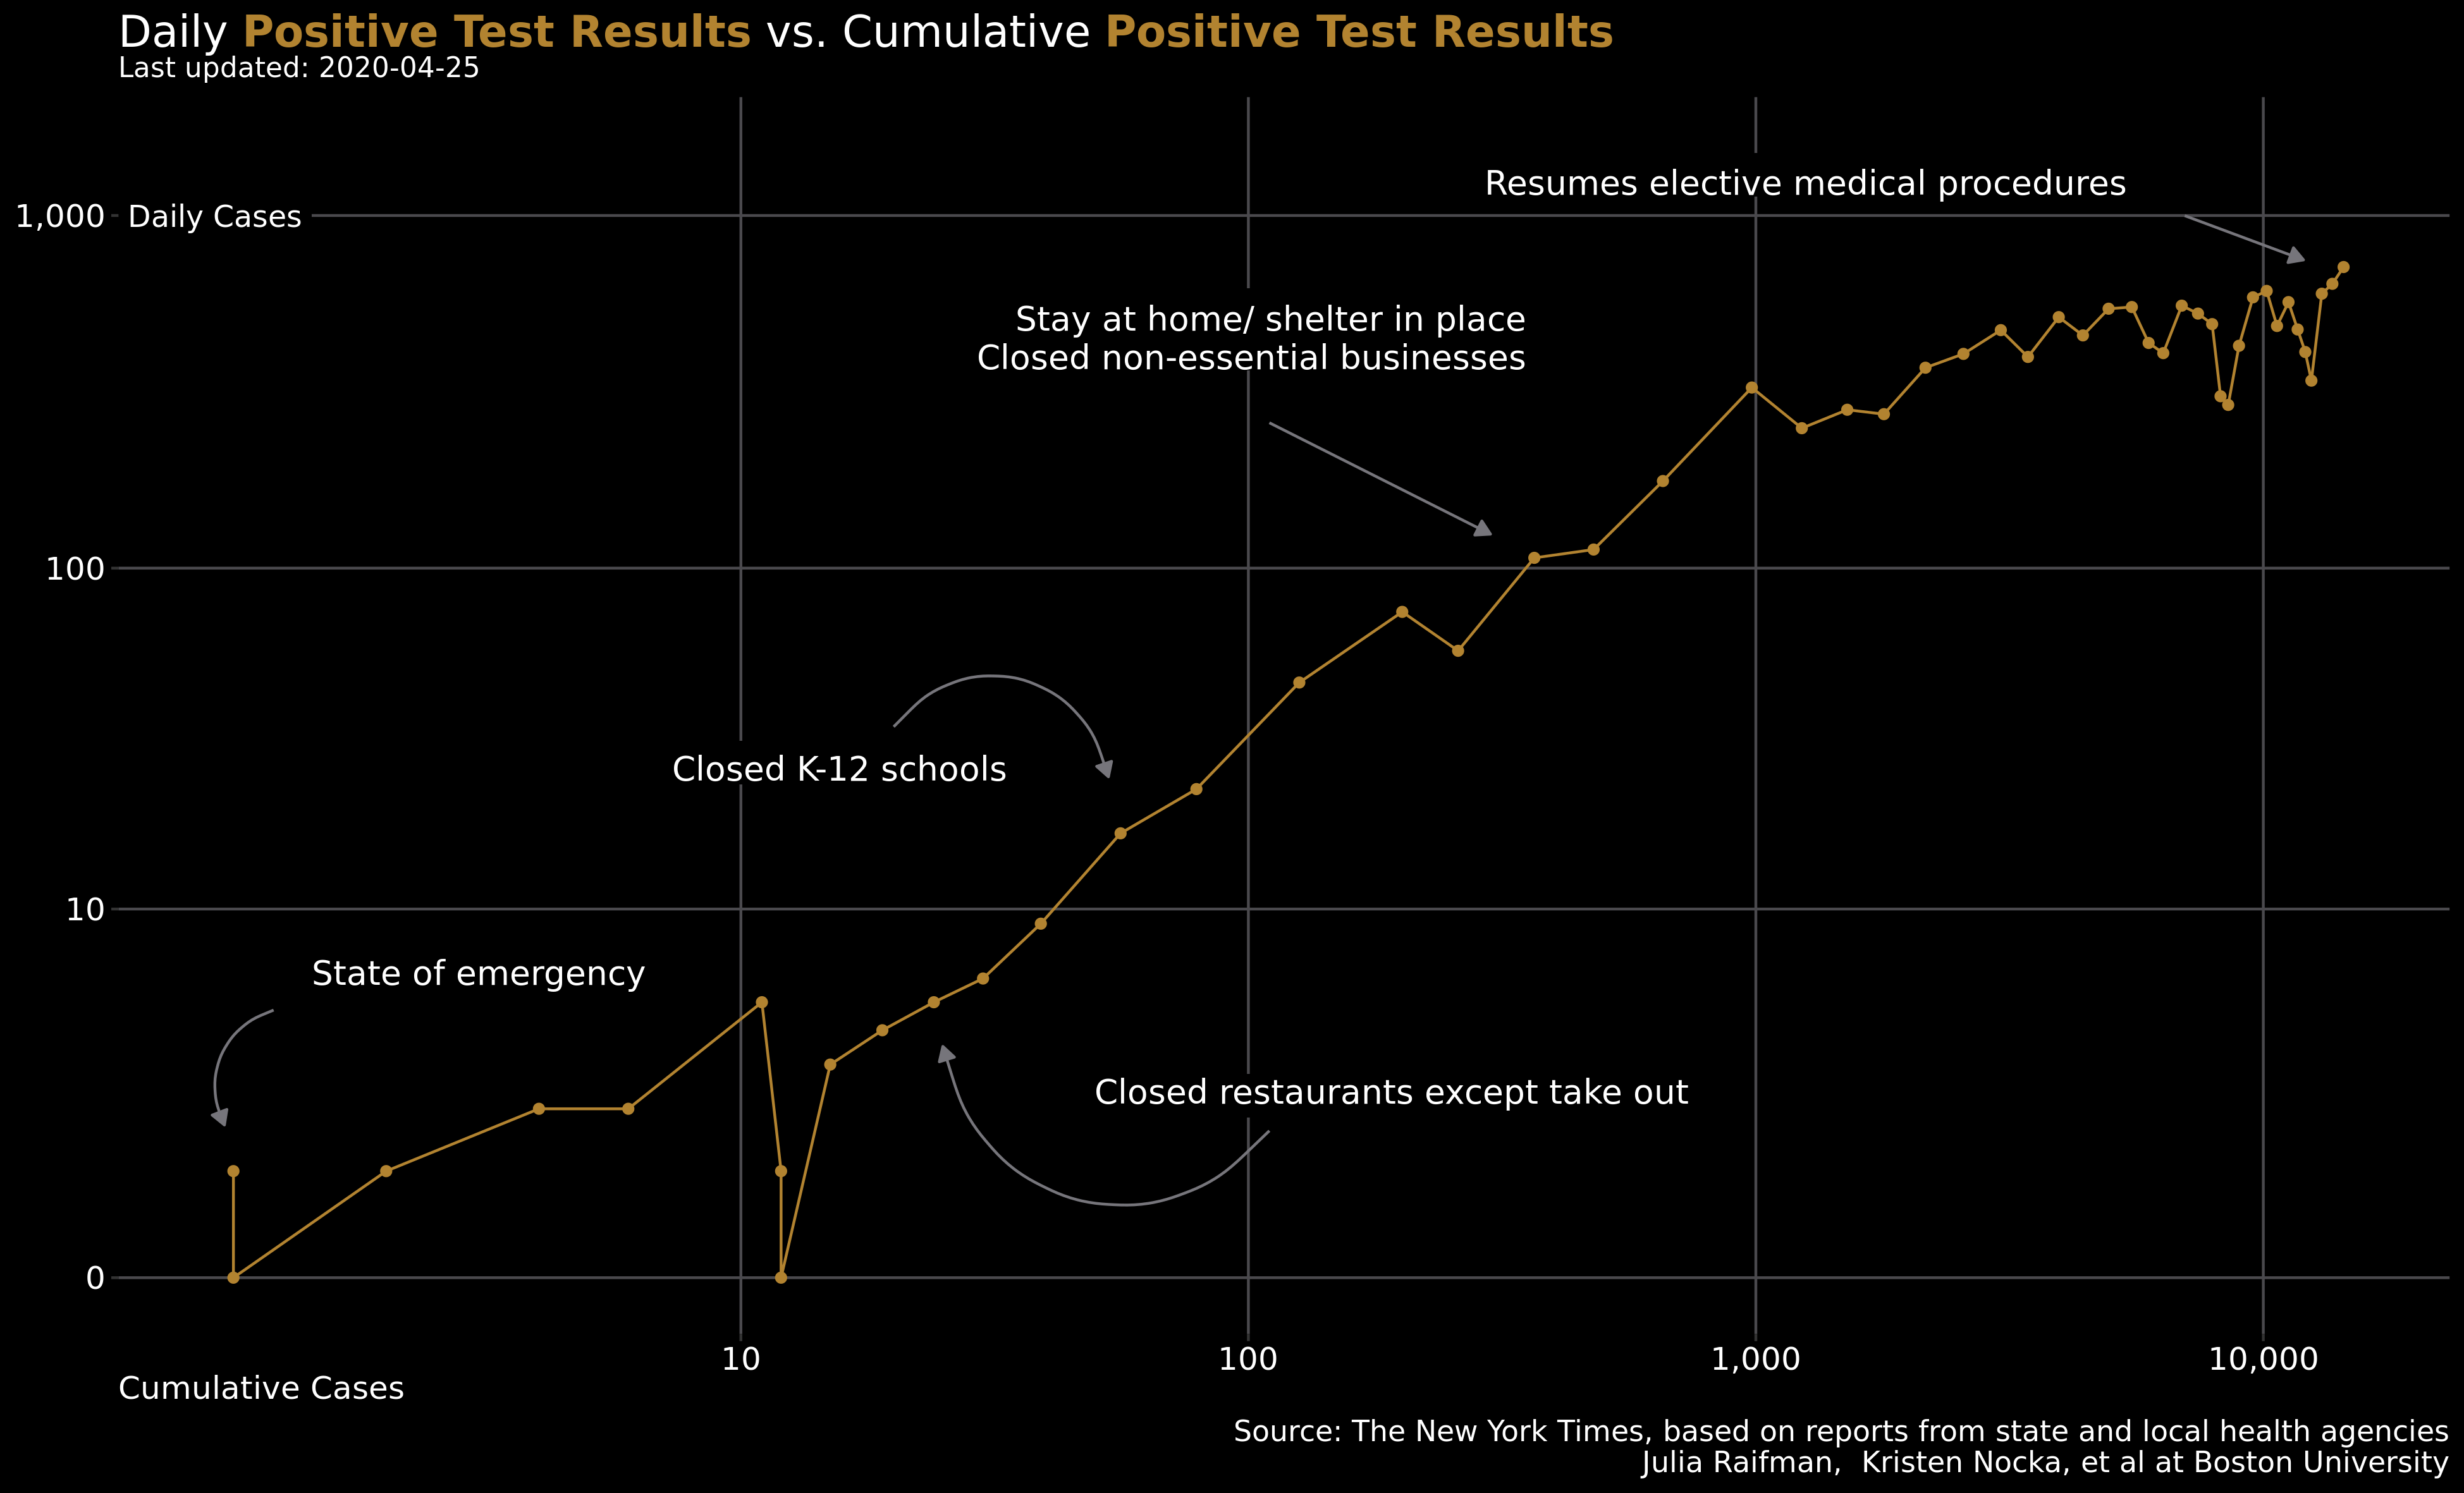 Daily Positive Test Results vs. Cumulative Positive Test Results
Last updated: 2020-04-25
Resumes elective medical procedures
1,000
Daily Cases
Stay at home/ shelter in place
Closed non-essential businesses
100
Closed K-12 schools
10
State of emergency
Closed restaurants except take out
0
10 100 1,000 10,000
Cumulative Cases
Source: The New York Times, based on reports from state and local health agencies
Julia Raifman,  Kristen Nocka, et al at Boston University